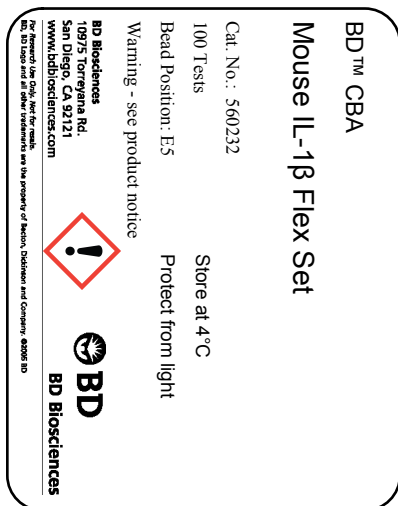 BD™ CBA
Mouse IL-1β Flex Set
Cat. No.: 560232
100 Tests Store at 4°C
Bead Position: E5 Protect from light
Warning - see product notice
BD Biosciences
10975 Torreyana Rd.
San Diego, CA 92121
www.bdbiosciences.com
BD
BD Biosciences
For Research Use Only. Not for resale.
BD, BD Logo and all other trademarks are the property of Becton, Dickinson and Company. ©2005 BD